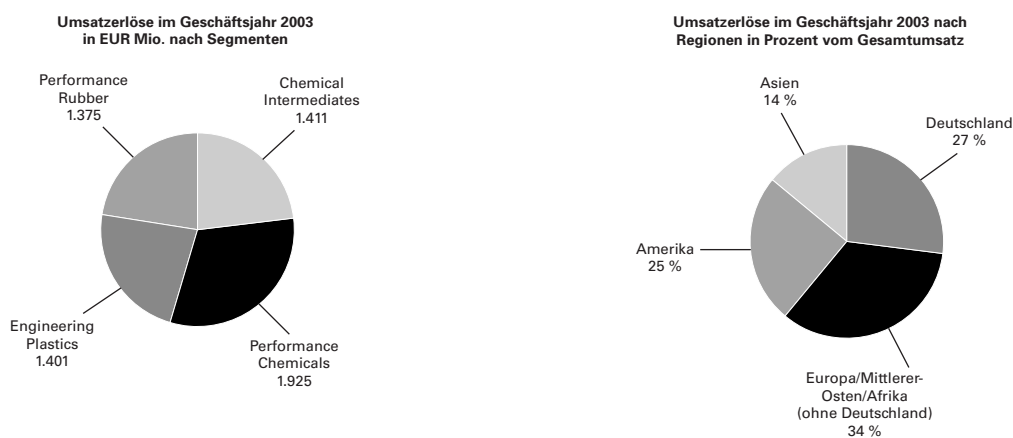 Umsatzerlöse im Geschäftsjahr 2003
in EUR Mio. nach Segmenten
Performance
Rubber
1.375
Chemical
Intermediates
1.411
Engineering
Plastics
1.401
Performance
Chemicals
1.925
Umsatzerlöse im Geschäftsjahr 2003 nach
Regionen in Prozent vom Gesamtumsatz
Asien
14 %
Deutschland
27 %
Amerika
25 %
Europa/Mittlerer-
Osten/Afrika
(ohne Deutschland)
34 %